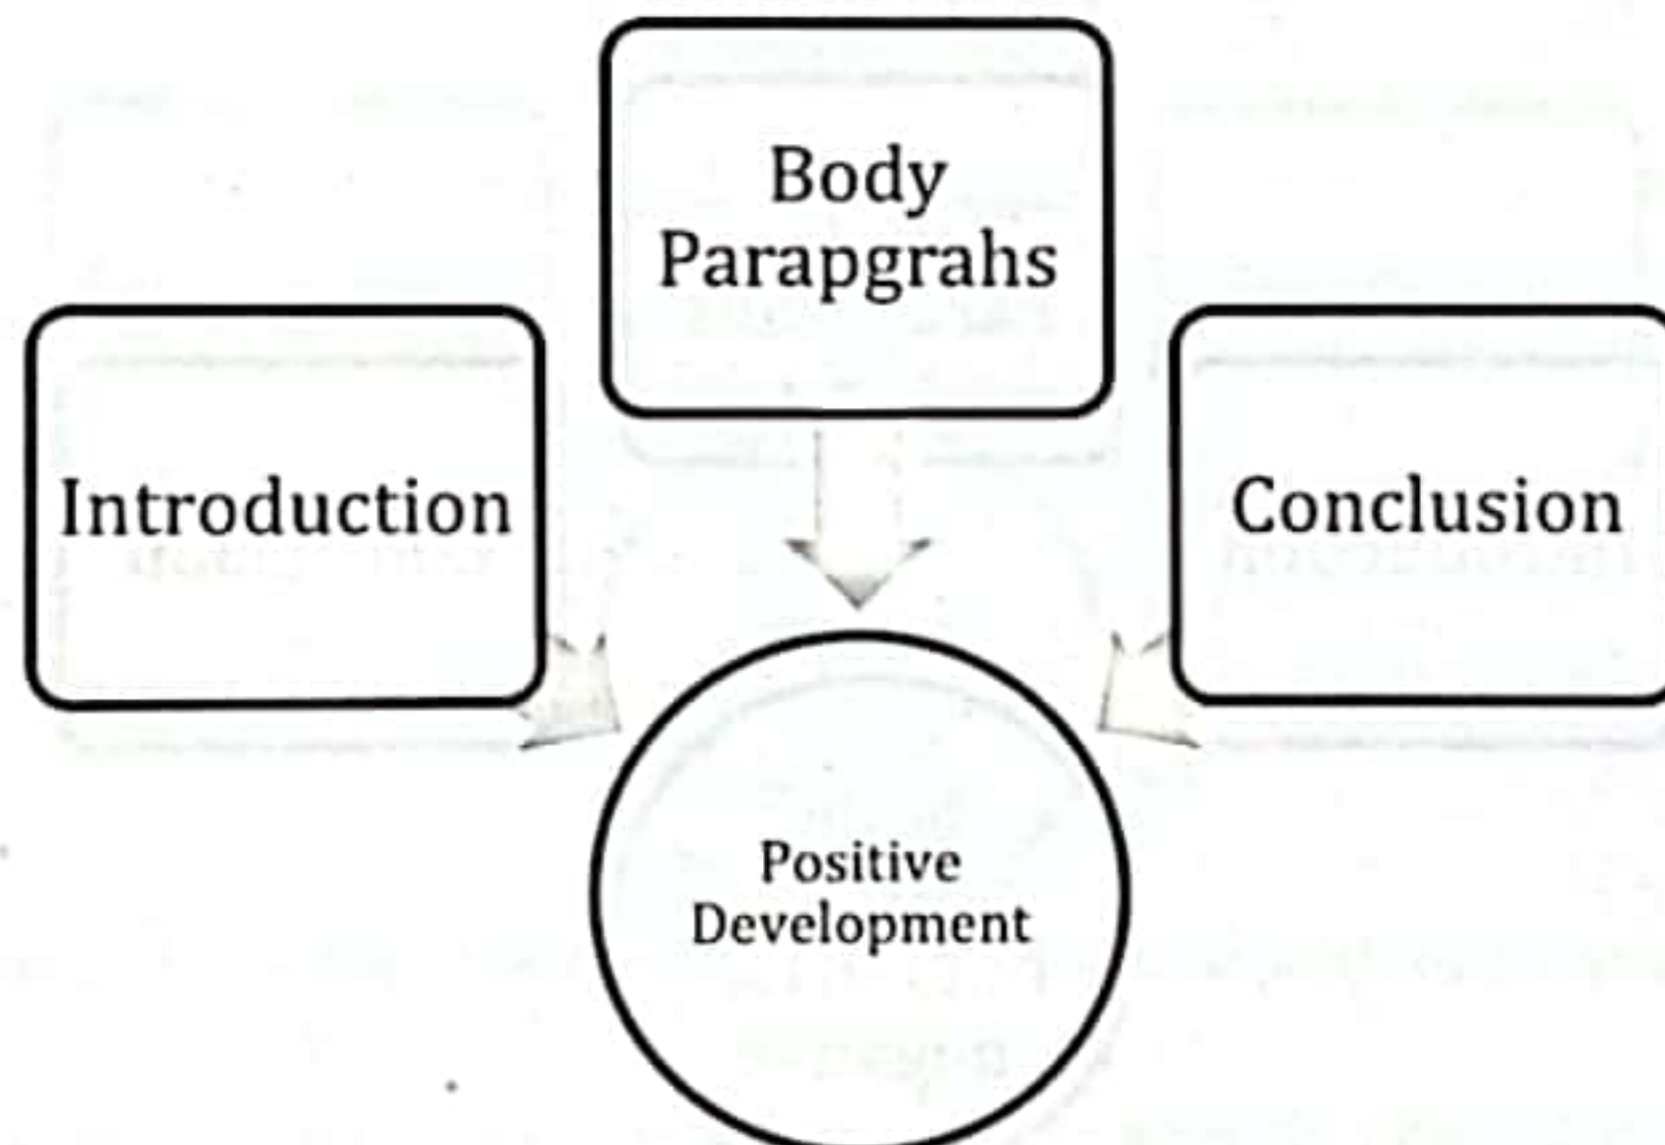 Body
Parapgrahs
Introduction
Conclusion
Positive
Development